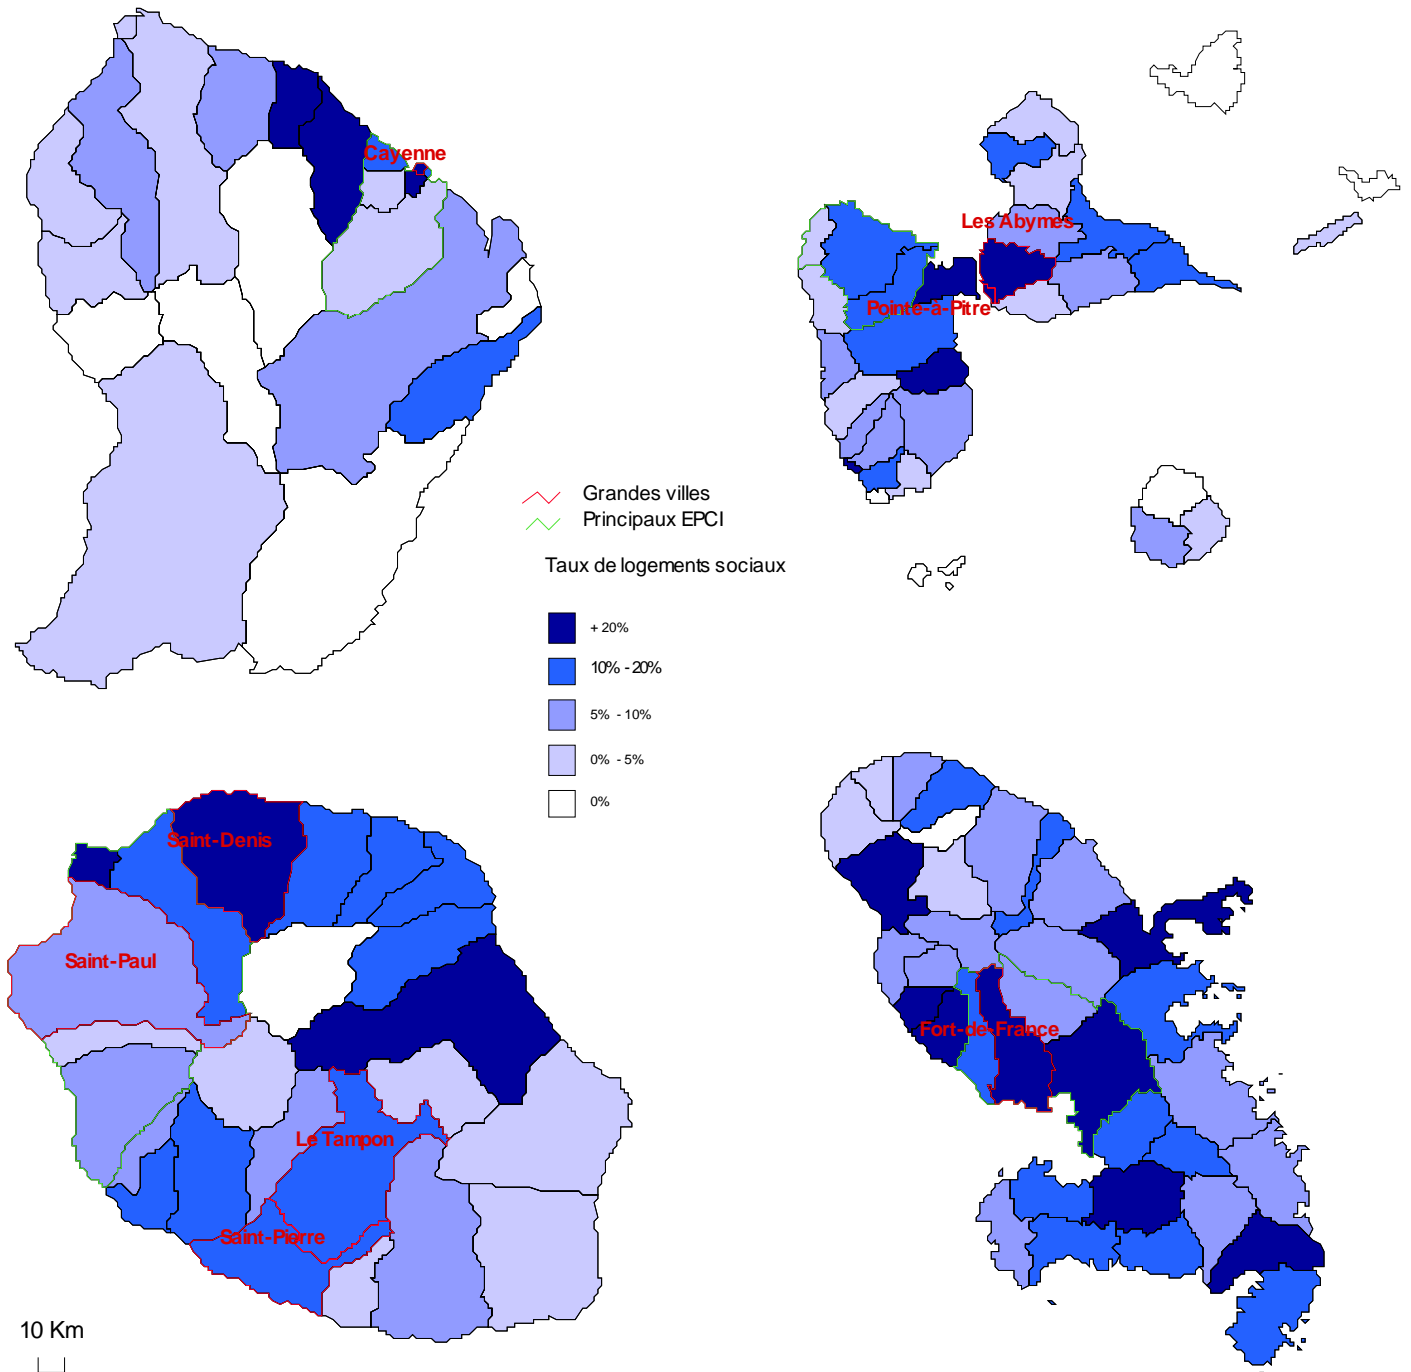 Cayenne
Les Abymes
Pointe-à-Pitre
Grandes villes
Principaux EPCI
Taux de logements sociaux
+ 20%
10% - 20%
5% - 10%
0% - 5%
0%
Saint-Denis
Saint-Paul
Fort-de-France
Le Tampon
Saint-Pierre
10 Km